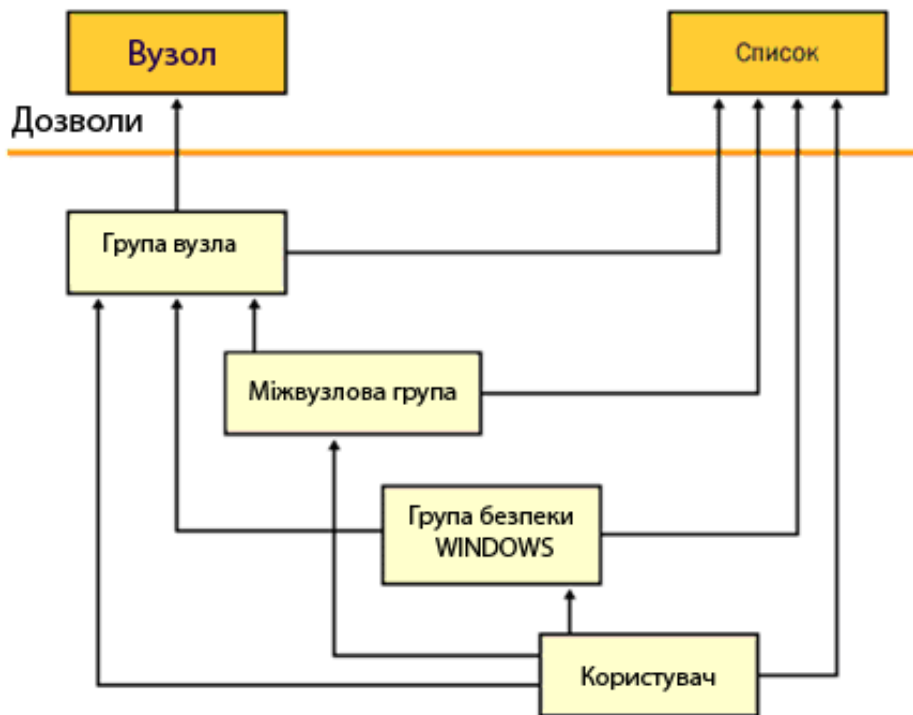 Вузол
Список
Дозволи
Група вузла
Міжвузлова група
Група безпеки
WINDOWS
Користувач